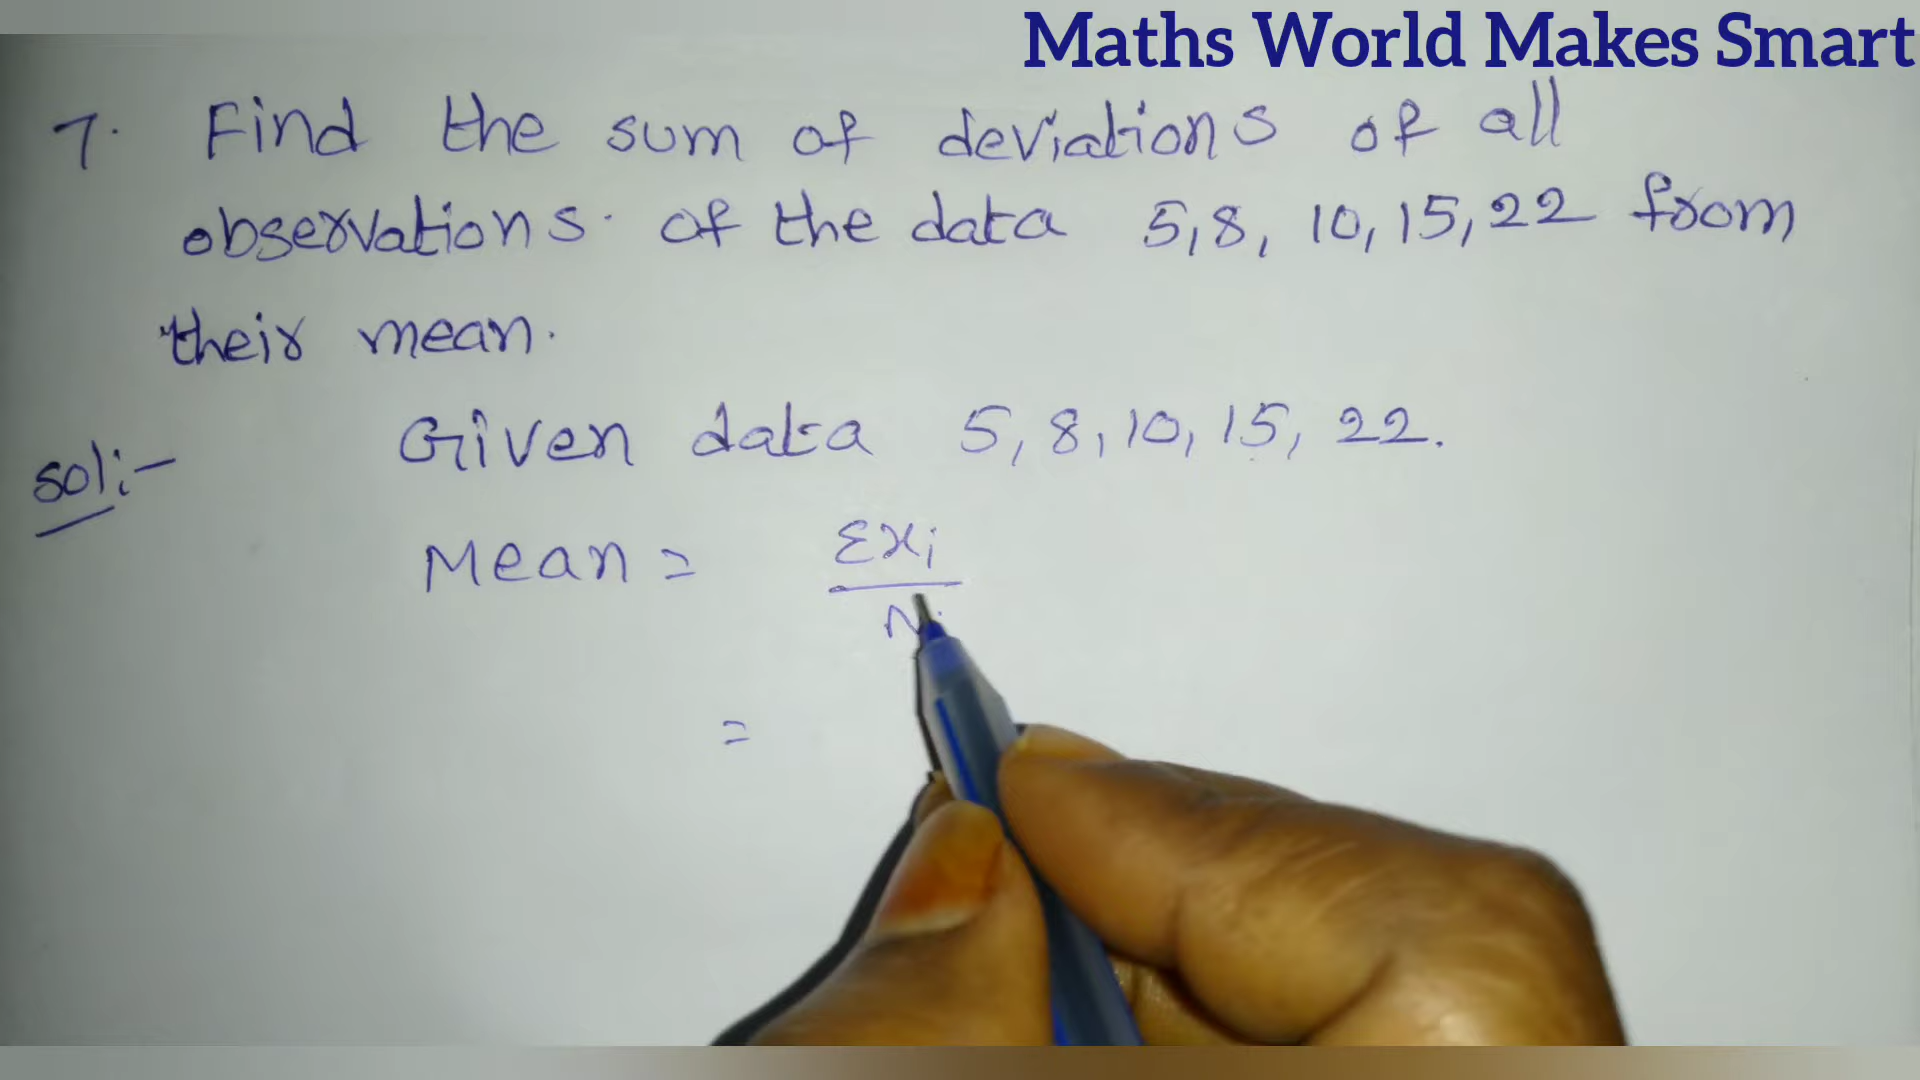 Maths World Makes Smart
7. Find the sum of deviations of all
observations of the data 5, 8, 10, 15, 22 from
their mean.
Given data 5, 8, 10, 15, 22.
sol:-
Mean = Σxi
N
=